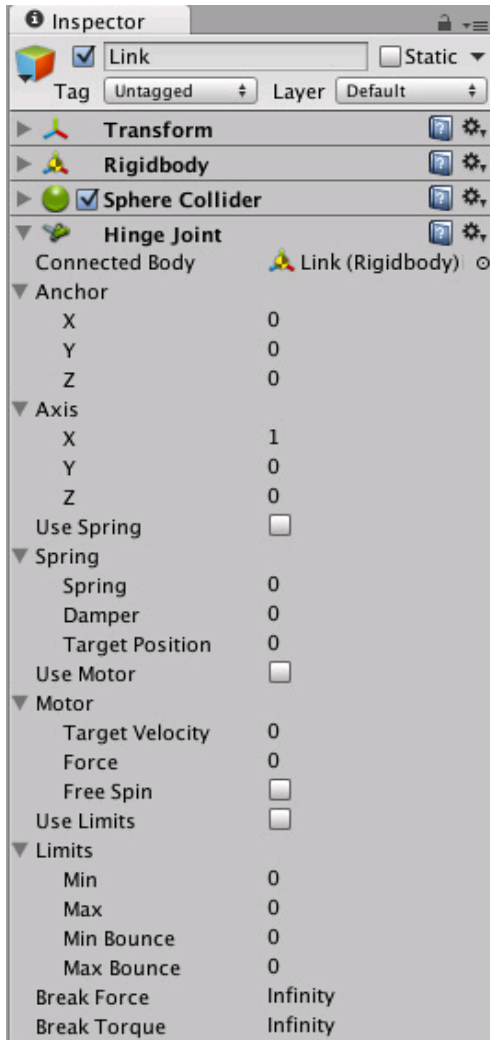 Inspector
Link Static
Tag Untagged Layer Default
Transform
Rigidbody
Sphere Collider
Hinge Joint
Connected Body Link (Rigidbody)
Anchor
X 0
Y 0
Z 0
Axis
X 1
Y 0
Z 0
Use Spring
Spring
Spring 0
Damper 0
Target Position 0
Use Motor
Motor
Target Velocity 0
Force 0
Free Spin
Use Limits
Limits
Min 0
Max 0
Min Bounce 0
Max Bounce 0
Break Force Infinity
Break Torque Infinity